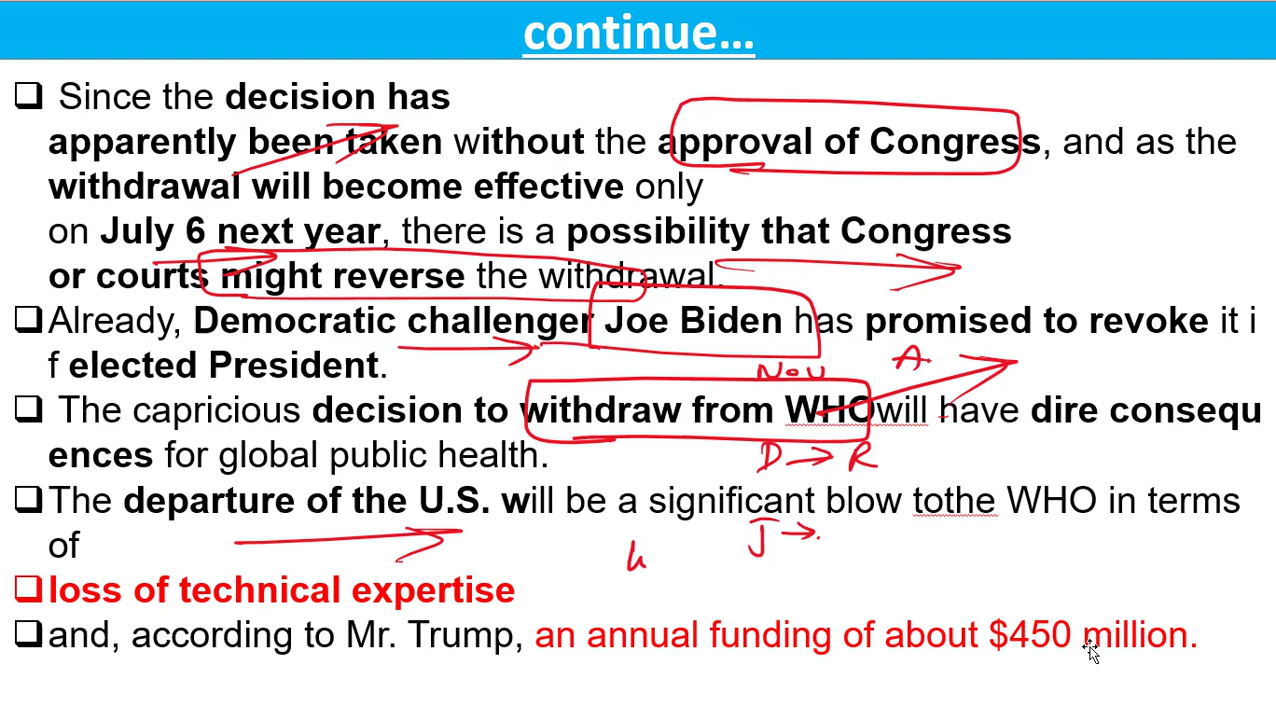 continue...
❑ Since the decision has
apparently been taken without the approval of Congress, and as the
withdrawal will become effective only
on July 6 next year, there is a possibility that Congress
or courts might reverse the withdrawal.
❑Already, Democratic challenger Joe Biden has promised to revoke it i
f elected President.
Nov
A
❑ The capricious decision to withdraw from WHOwill have dire consequ
ences for global public health.
D → R
❑The departure of the U.S. will be a significant blow tothe WHO in terms
of
J →
❑loss of technical expertise
❑and, according to Mr. Trump, an annual funding of about $450 million.